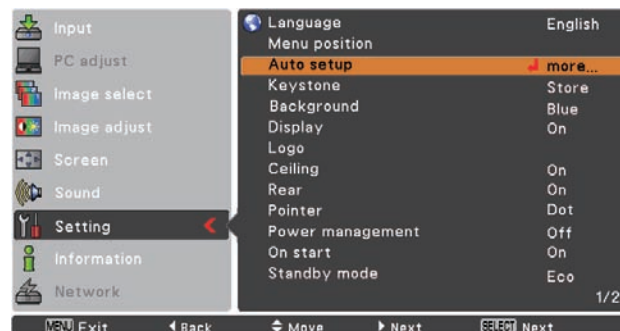 Input
PC adjust
Image select
Image adjust
Screen
Sound
Setting
Information
Network
Language English
Menu position
Auto setup more...
Keystone Store
Background Blue
Display On
Logo
Ceiling On
Rear On
Pointer Dot
Power management Off
On start On
Standby mode Eco
1/2
MENU Exit Back Move Next SELECT Next